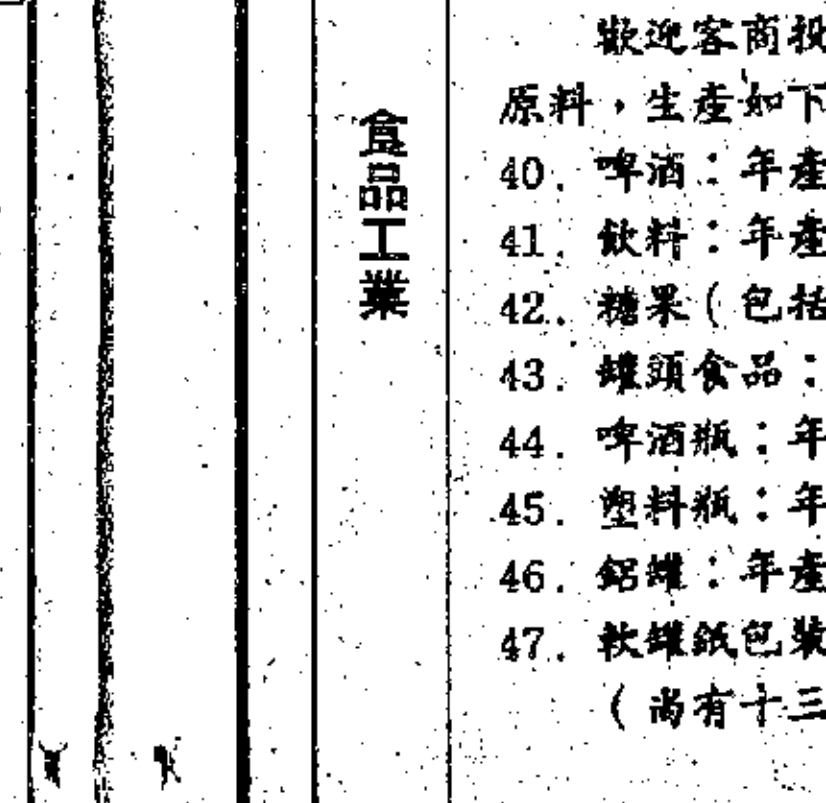 食品工業
歡迎客商投
原料，生產如下
40. 啤酒：年產
41. 飲料：年產
42. 糖果（包括
43. 罐頭食品：
44. 啤酒瓶：年
45. 塑料瓶：年
46. 鋁罐：年產
47. 軟罐紙包裝
（尚有十三